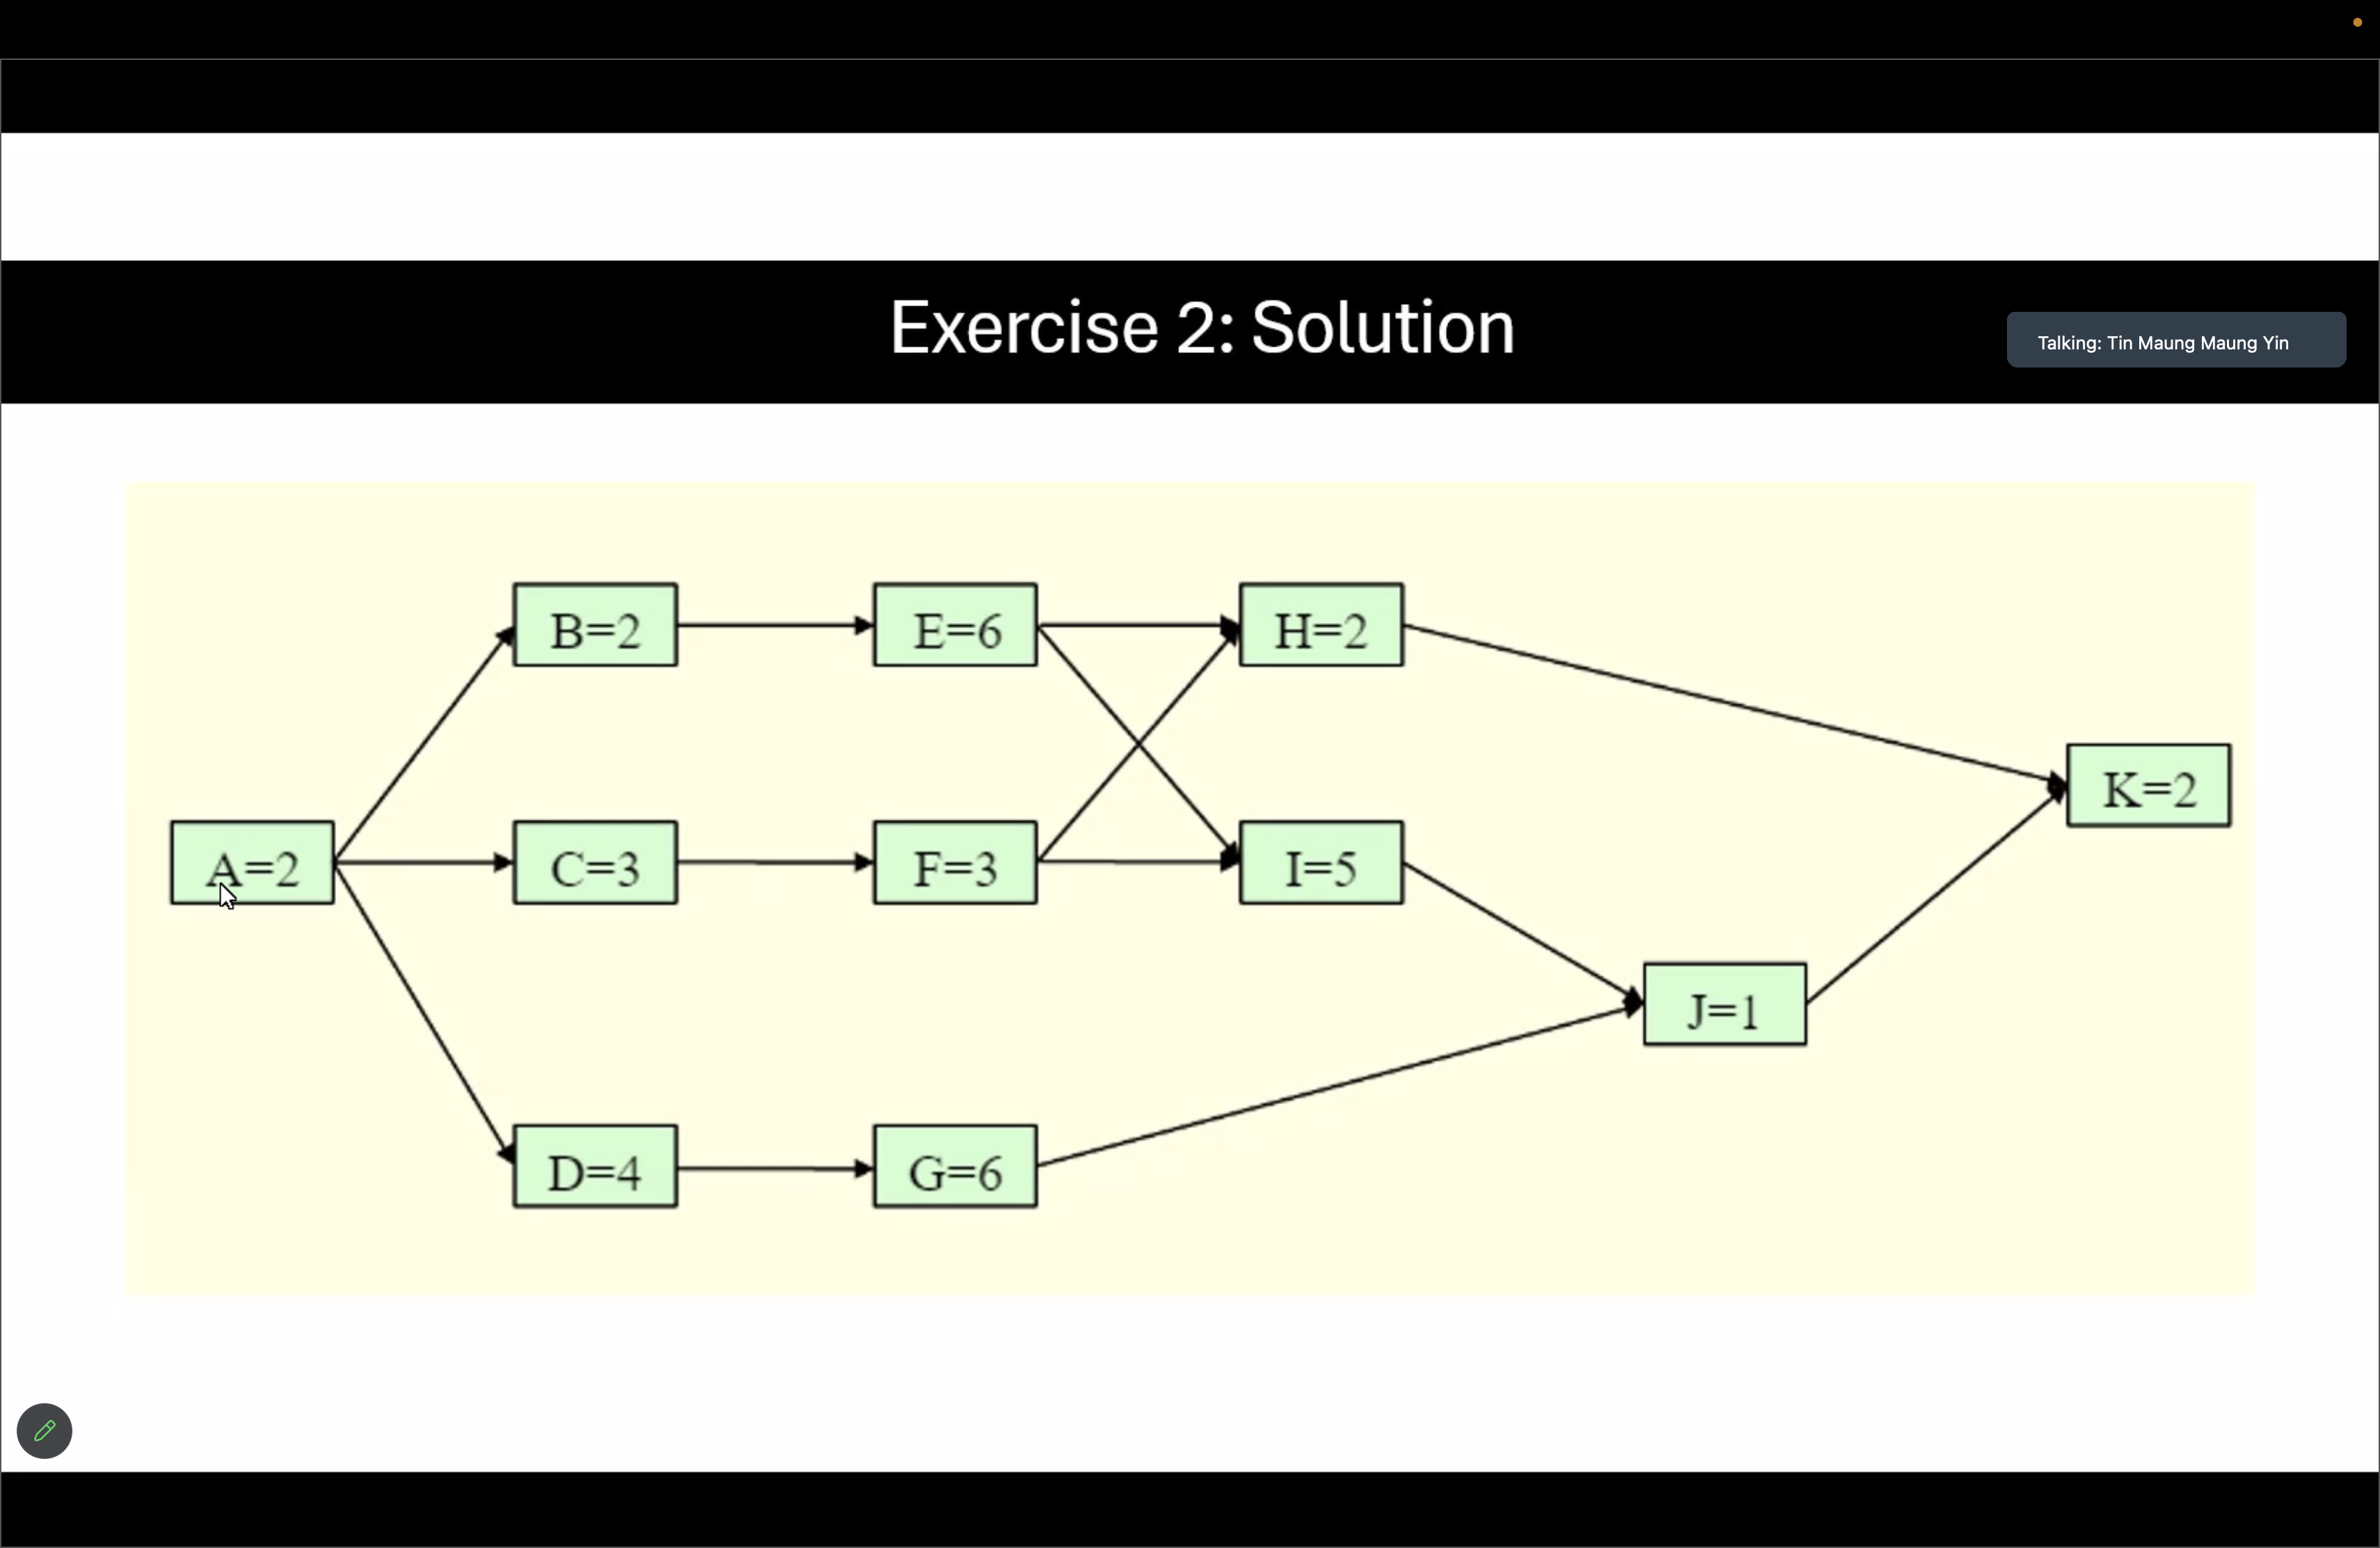 Exercise 2: Solution
Talking: Tin Maung Maung Yin
B=2
E=6
H=2
K=2
A=2
C=3
F=3
I=5
J=1
D=4
G=6